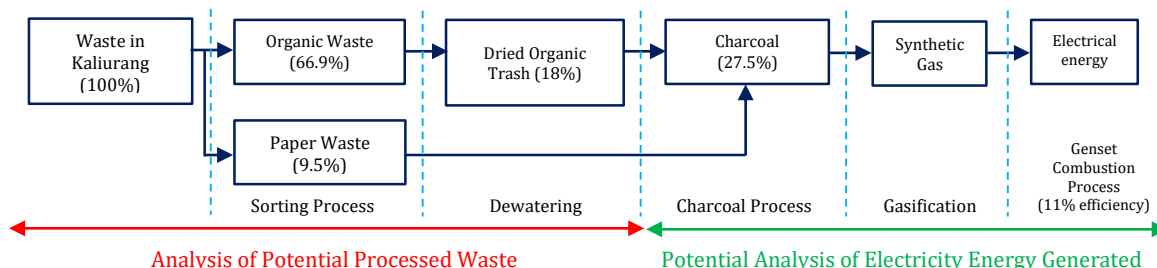 Waste in
Kaliurang
(100%)
Organic Waste
(66.9%)
Dried Organic
Trash (18%)
Charcoal
(27.5%)
Synthetic
Gas
Electrical
energy
Paper Waste
(9.5%)
Genset
Combustion
Process
(11% efficiency)
Sorting Process
Dewatering
Charcoal Process
Gasification
Analysis of Potential Processed Waste
Potential Analysis of Electricity Energy Generated